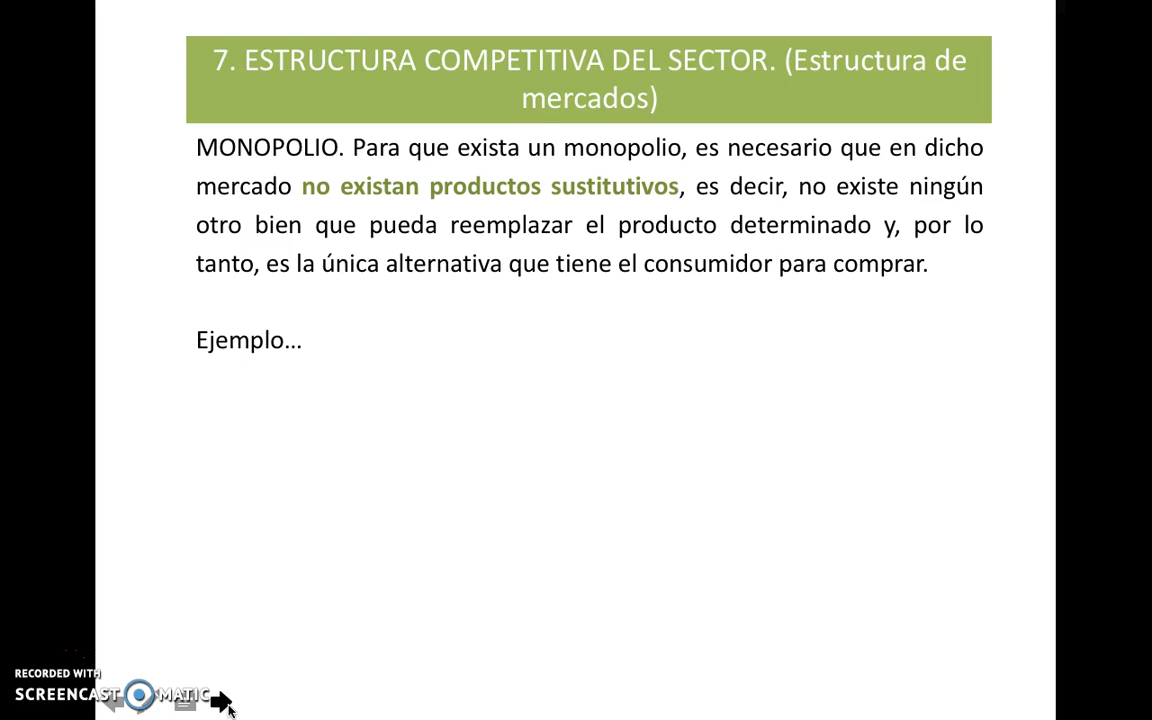 7. ESTRUCTURA COMPETITIVA DEL SECTOR. (Estructura de
mercados)
MONOPOLIO. Para que exista un monopolio, es necesario que en dicho
mercado no existan productos sustitutivos, es decir, no existe ningún
otro bien que pueda reemplazar el producto determinado y, por lo
tanto, es la única alternativa que tiene el consumidor para comprar.
Ejemplo...
RECORDED WITH
SCREENCAST MATIC